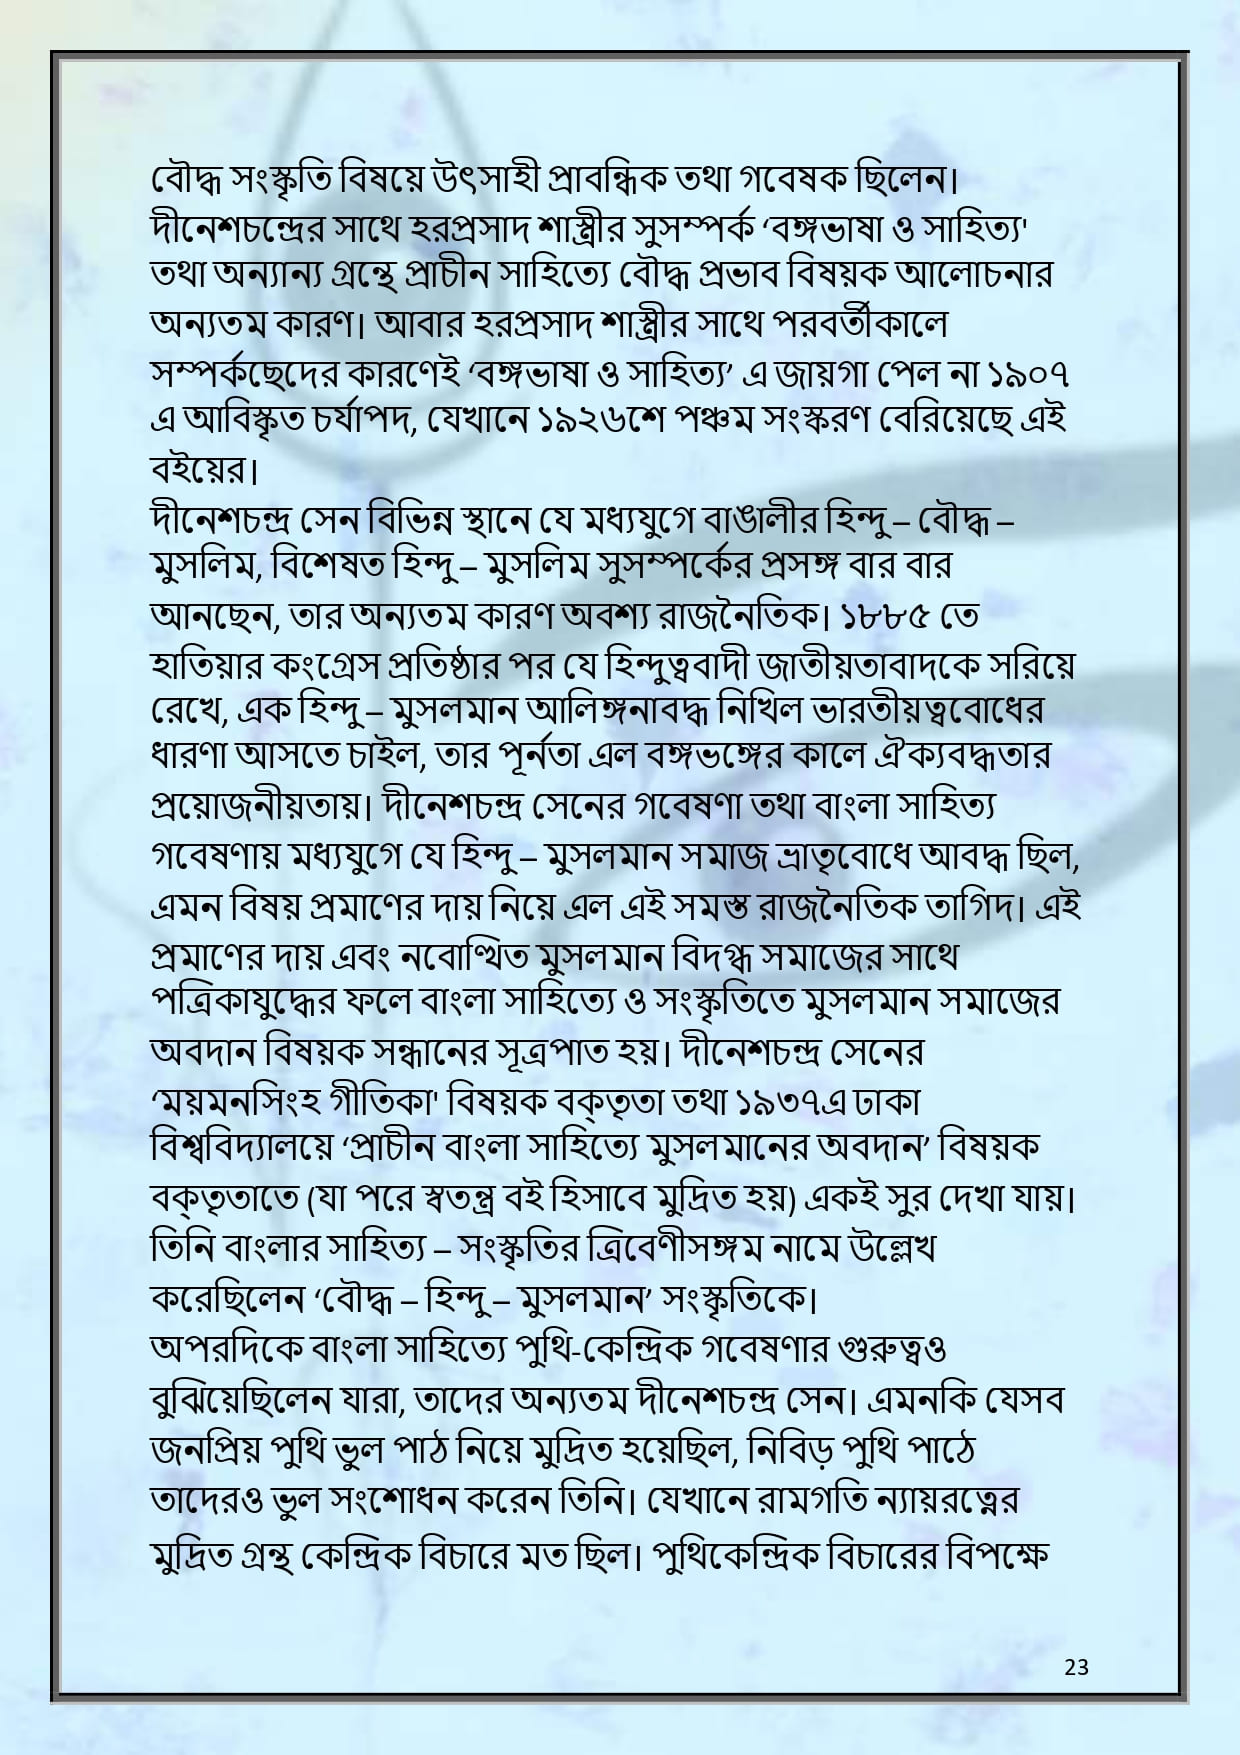 বৌদ্ধ সংস্কৃতি বিষয়ে উৎসাহী প্রাবন্ধিক তথা গবেষক ছিলেন।
দীনেশচন্দ্রের সাথে হরপ্রসাদ শাস্ত্রীর সুসম্পর্ক ‘বঙ্গভাষা ও সাহিত্য'
তথা অন্যান্য গ্রন্থে প্রাচীন সাহিত্যে বৌদ্ধ প্রভাব বিষয়ক আলোচনার
অন্যতম কারণ। আবার হরপ্রসাদ শাস্ত্রীর সাথে পরবর্তীকালে
সম্পর্কছেদের কারণেই ‘বঙ্গভাষা ও সাহিত্য’ এ জায়গা পেল না ১৯০৭
এ আবিস্কৃত চর্যাপদ, যেখানে ১৯২৬শে পঞ্চম সংস্করণ বেরিয়েছে এই
বইয়ের।
দীনেশচন্দ্র সেন বিভিন্ন স্থানে যে মধ্যযুগে বাঙালীর হিন্দু – বৌদ্ধ –
মুসলিম, বিশেষত হিন্দু – মুসলিম সুসম্পর্কের প্রসঙ্গ বার বার
আনছেন, তার অন্যতম কারণ অবশ্য রাজনৈতিক। ১৮৮৫ তে
হাতিয়ার কংগ্রেস প্রতিষ্ঠার পর যে হিন্দুত্ববাদী জাতীয়তাবাদকে সরিয়ে
রেখে, এক হিন্দু – মুসলমান আলিঙ্গনাবদ্ধ নিখিল ভারতীয়ত্ববোধের
ধারণা আসতে চাইল, তার পূর্নতা এল বঙ্গভঙ্গের কালে ঐক্যবদ্ধতার
প্রয়োজনীয়তায়। দীনেশচন্দ্র সেনের গবেষণা তথা বাংলা সাহিত্য
গবেষণায় মধ্যযুগে যে হিন্দু – মুসলমান সমাজ ভ্রাতৃবোধে আবদ্ধ ছিল,
এমন বিষয় প্রমাণের দায় নিয়ে এল এই সমস্ত রাজনৈতিক তাগিদ। এই
প্রমাণের দায় এবং নবোত্থিত মুসলমান বিদগ্ধ সমাজের সাথে
পত্রিকাযুদ্ধের ফলে বাংলা সাহিত্যে ও সংস্কৃতিতে মুসলমান সমাজের
অবদান বিষয়ক সন্ধানের সূত্রপাত হয়। দীনেশচন্দ্র সেনের
‘ময়মনসিংহ গীতিকা' বিষয়ক বক্তৃতা তথা ১৯৩৭এ ঢাকা
বিশ্ববিদ্যালয়ে ‘প্রাচীন বাংলা সাহিত্যে মুসলমানের অবদান’ বিষয়ক
বক্তৃতাতে (যা পরে স্বতন্ত্র বই হিসাবে মুদ্রিত হয়) একই সুর দেখা যায়।
তিনি বাংলার সাহিত্য – সংস্কৃতির ত্রিবেণীসঙ্গম নামে উল্লেখ
করেছিলেন ‘বৌদ্ধ – হিন্দু – মুসলমান’ সংস্কৃতিকে।
অপরদিকে বাংলা সাহিত্যে পুথি-কেন্দ্রিক গবেষণার গুরুত্বও
বুঝিয়েছিলেন যারা, তাদের অন্যতম দীনেশচন্দ্র সেন। এমনকি যেসব
জনপ্রিয় পুথি ভুল পাঠ নিয়ে মুদ্রিত হয়েছিল, নিবিড় পুথি পাঠে
তাদেরও ভুল সংশোধন করেন তিনি। যেখানে রামগতি ন্যায়রত্নের
মুদ্রিত গ্রন্থ কেন্দ্রিক বিচারে মত ছিল। পুথিকেন্দ্রিক বিচারের বিপক্ষে
23